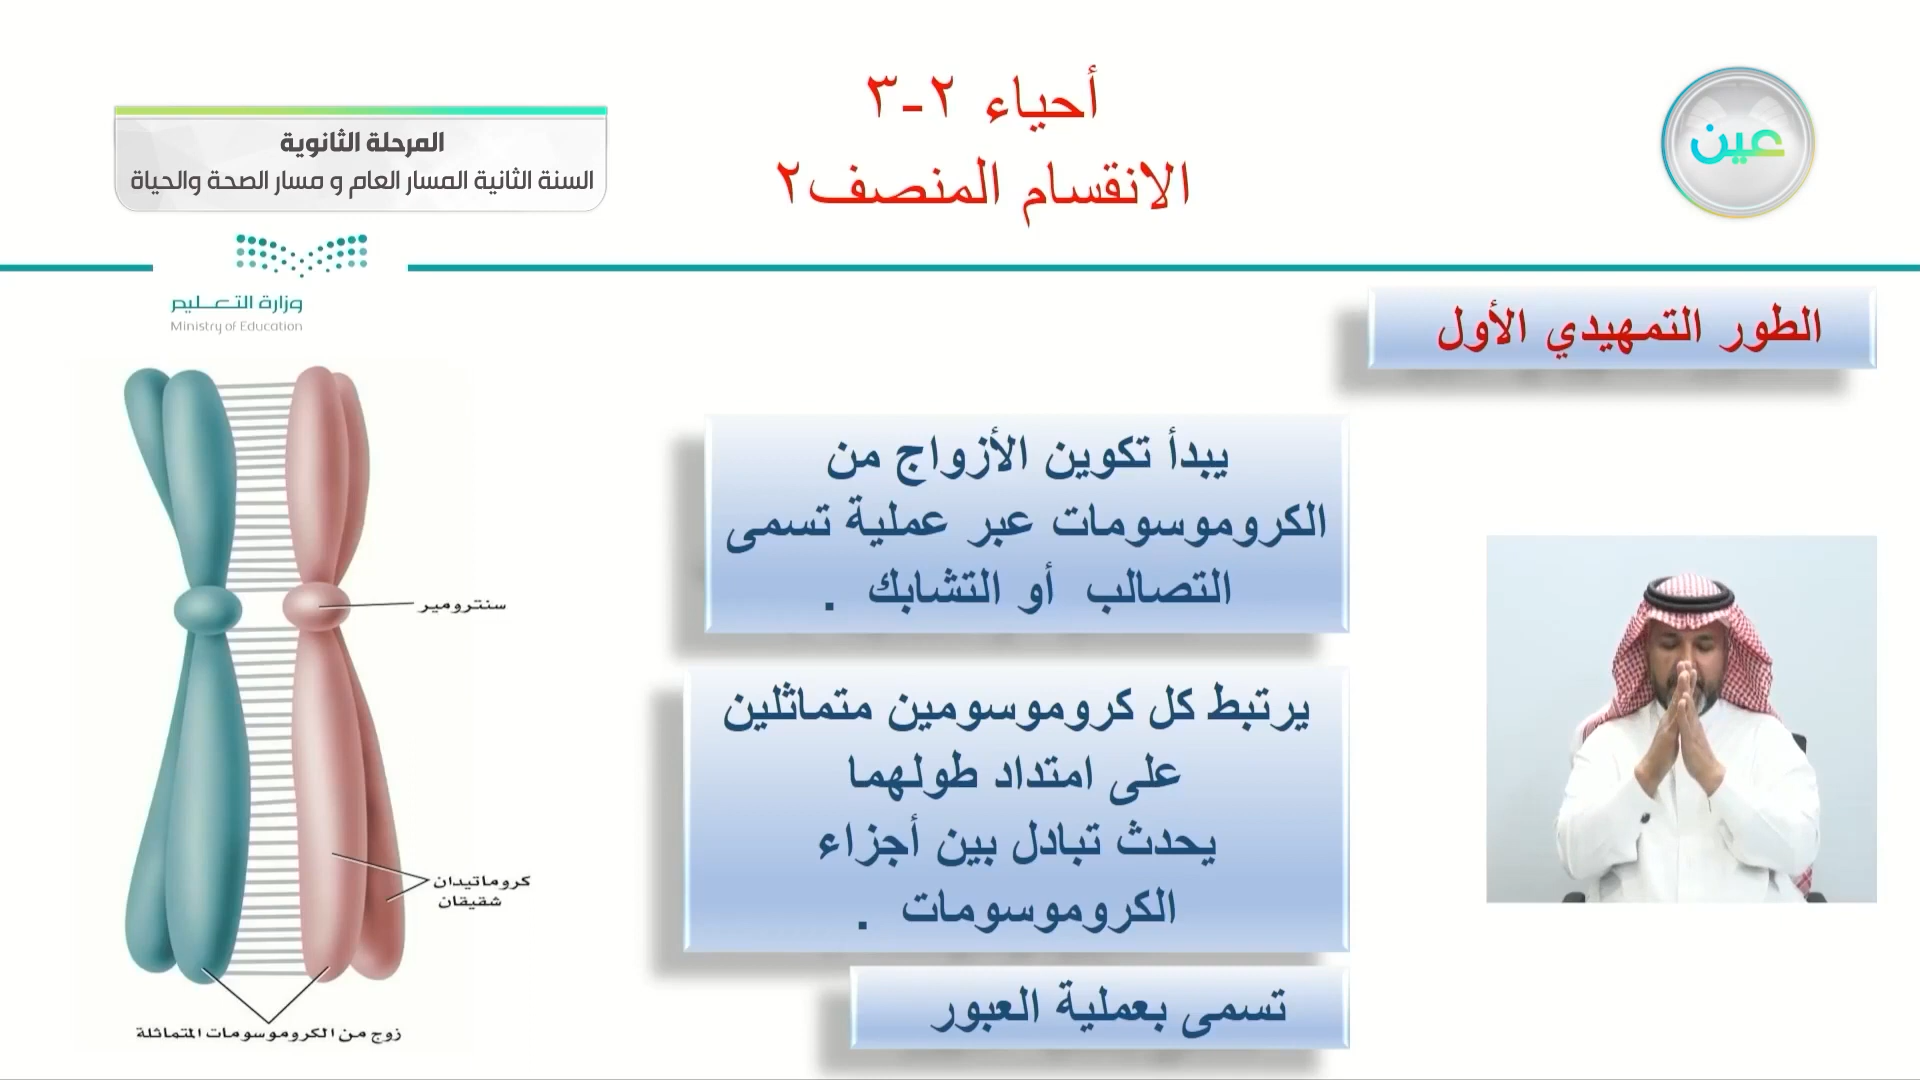 أحياء ٢-٣
الانقسام المنصف٢
عين
المرحلة الثانوية
السنة الثانية المسار العام و مسار الصحة والحياة
وزارة التعليم
Ministry of Education
الطور التمهيدي الأول
يبدأ تكوين الأزواج من
الكروموسومات عبر عملية تسمى
التصالب أو التشابك .
يرتبط كل كروموسومين متماثلين
على امتداد طولهما
يحدث تبادل بين أجزاء
الكروموسومات .
تسمى بعملية العبور
سنترومير
كروماتيدان
شقيقان
زوج من الكروموسومات المتماثلة